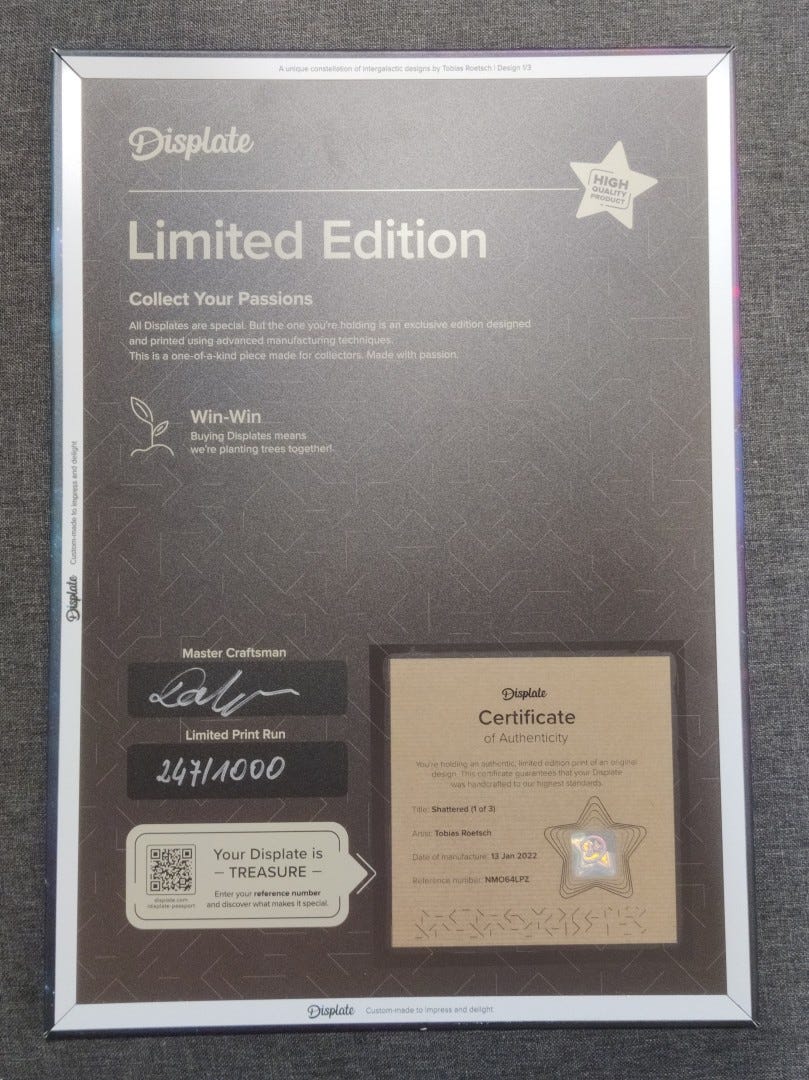 A unique constellation of intergalactic designs by Tobias Roetsch | Design 1/3
Displate
HIGH
QUALITY
PRODUCT
Limited Edition
Collect Your Passions
All Displates are special. But the one you're holding is an exclusive edition designed
and printed using advanced manufacturing techniques.
This is a one-of-a-kind piece made for collectors. Made with passion.
Win-Win
Buying Displates means
we're planting trees together!
Displate Custom-made to impress and delight
Master Craftsman
Limited Print Run
247/1000
Your Displate is
– TREASURE –
Enter your reference number
and discover what makes it special.
displate.com
/displate-passport
Displate
Certificate
of Authenticity
You're holding an authentic, limited edition print of an original
design. This certificate guarantees that your Displate
was handcrafted to our highest standards.
Title: Shattered (1 of 3)
Artist: Tobias Roetsch
Date of manufacture: 13 Jan 2022
Reference number: NMO64LPZ
Displate Custom-made to impress and delight